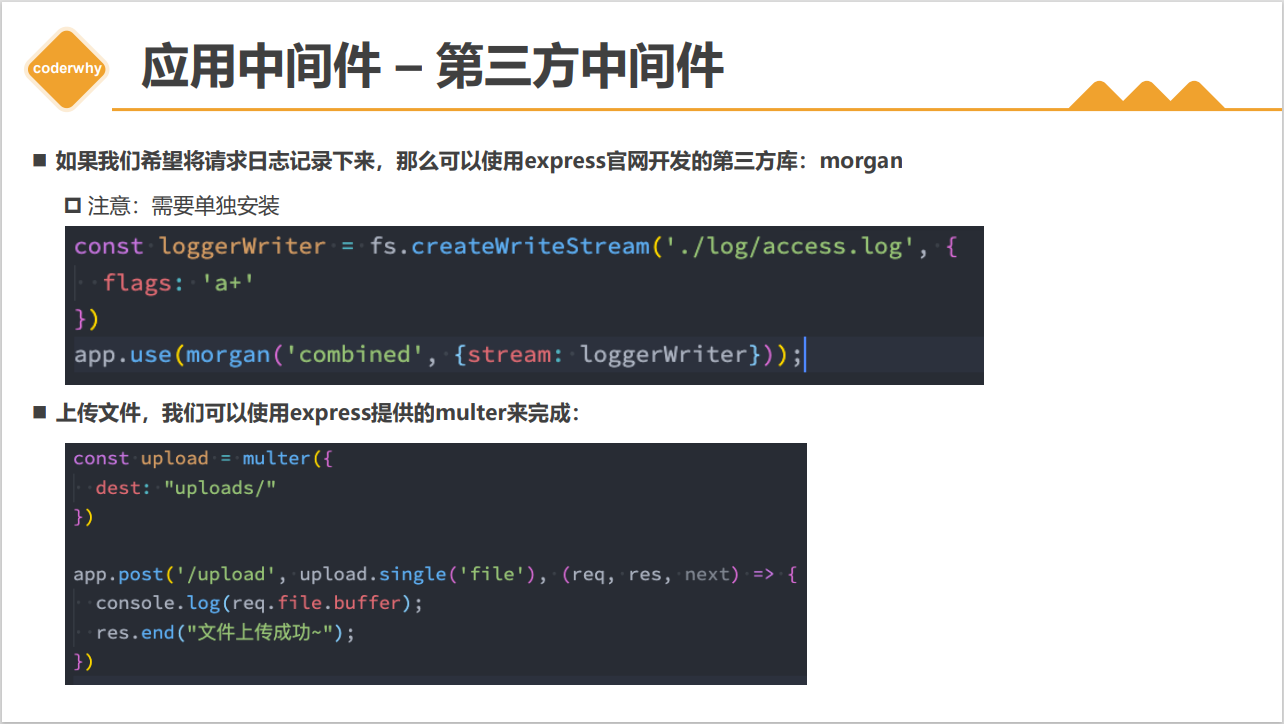 coderwhy
应用中间件 – 第三方中间件
如果我们希望将请求日志记录下来，那么可以使用express官网开发的第三方库：morgan
注意：需要单独安装
const loggerWriter = fs.createWriteStream('./log/access.log', {
  flags: 'a+'
})
app.use(morgan('combined', {stream: loggerWriter}));
上传文件，我们可以使用express提供的multer来完成：
const upload = multer({
  dest: "uploads/"
})
app.post('/upload', upload.single('file'), (req, res, next) => {
  console.log(req.file.buffer);
  res.end("文件上传成功~");
})